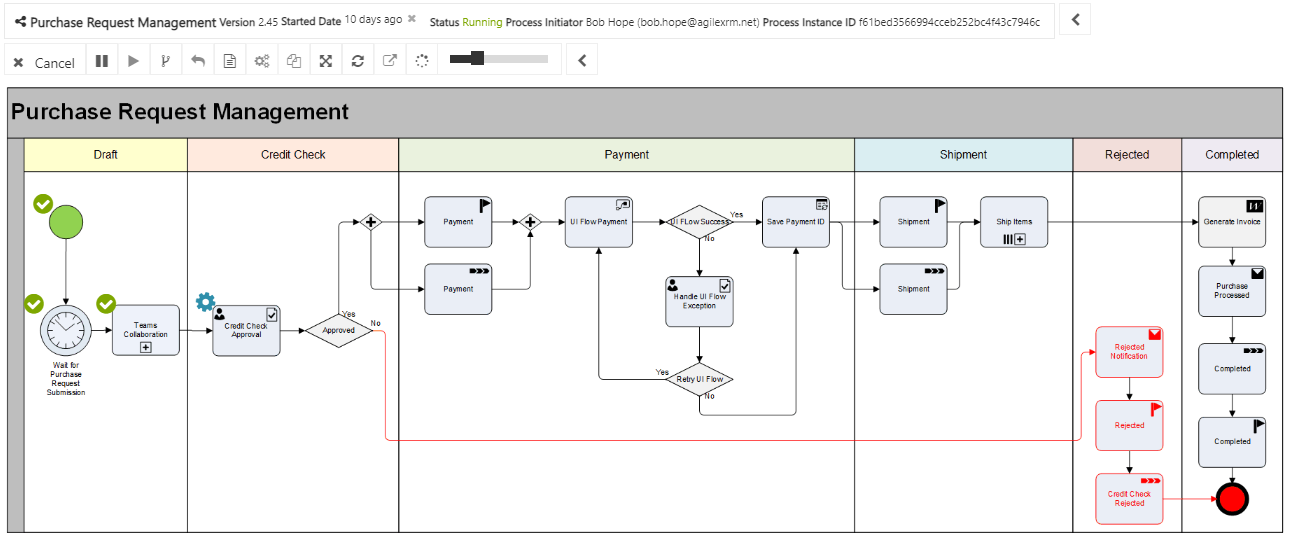 Purchase Request Management Version 2.45 Started Date 10 days ago Status Running Process Initiator Bob Hope (bob.hope@agilexrm.net) Process Instance ID f61bed3566994cceb252bc4f43c7946c
Cancel
Purchase Request Management
Draft
Credit Check
Payment
Shipment
Rejected
Completed
Wait for
Purchase
Request
Submission
Teams
Collaboration
Credit Check
Approval
Approved
Yes
No
Payment
Payment
UI Flow Payment
UI FLow Success
Yes
No
Save Payment ID
Handle UI Flow
Exception
Retry UI Flow
Yes
No
Shipment
Shipment
Ship Items
Rejected
Notification
Rejected
Credit Check
Rejected
Generate Invoice
Purchase
Processed
Completed
Completed